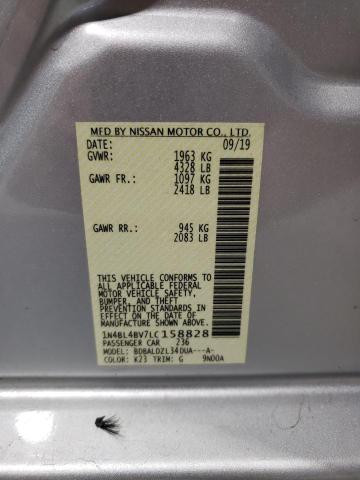 MFD BY NISSAN MOTOR CO., LTD.
DATE: 09/19
GVWR: 1963 KG
4328 LB
GAWR FR.: 1097 KG
2418 LB
GAWR RR.: 945 KG
2083 LB
THIS VEHICLE CONFORMS TO
ALL APPLICABLE FEDERAL
MOTOR VEHICLE SAFETY,
BUMPER, AND THEFT
PREVENTION STANDARDS
IN EFFECT ON THE DATE OF
MANUFACTURE SHOWN ABOVE.
1N4BL4BV7LC158828
PASSENGER CAR 236
MODEL: BDBALDZL34DUA---A-
COLOR: K23 TRIM: G 9N00A